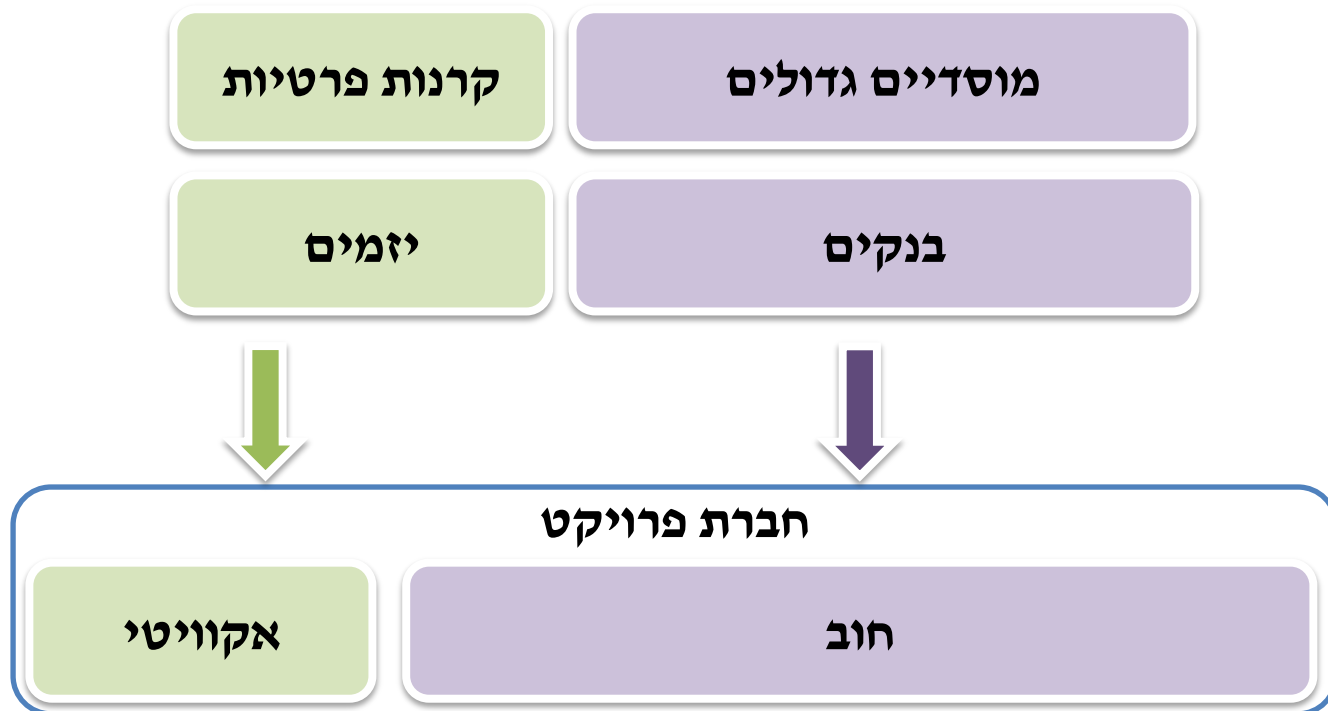 מוסדיים גדולים
קרנות פרטיות
בנקים
יזמים
חברת פרויקט
חוב
אקוויטי